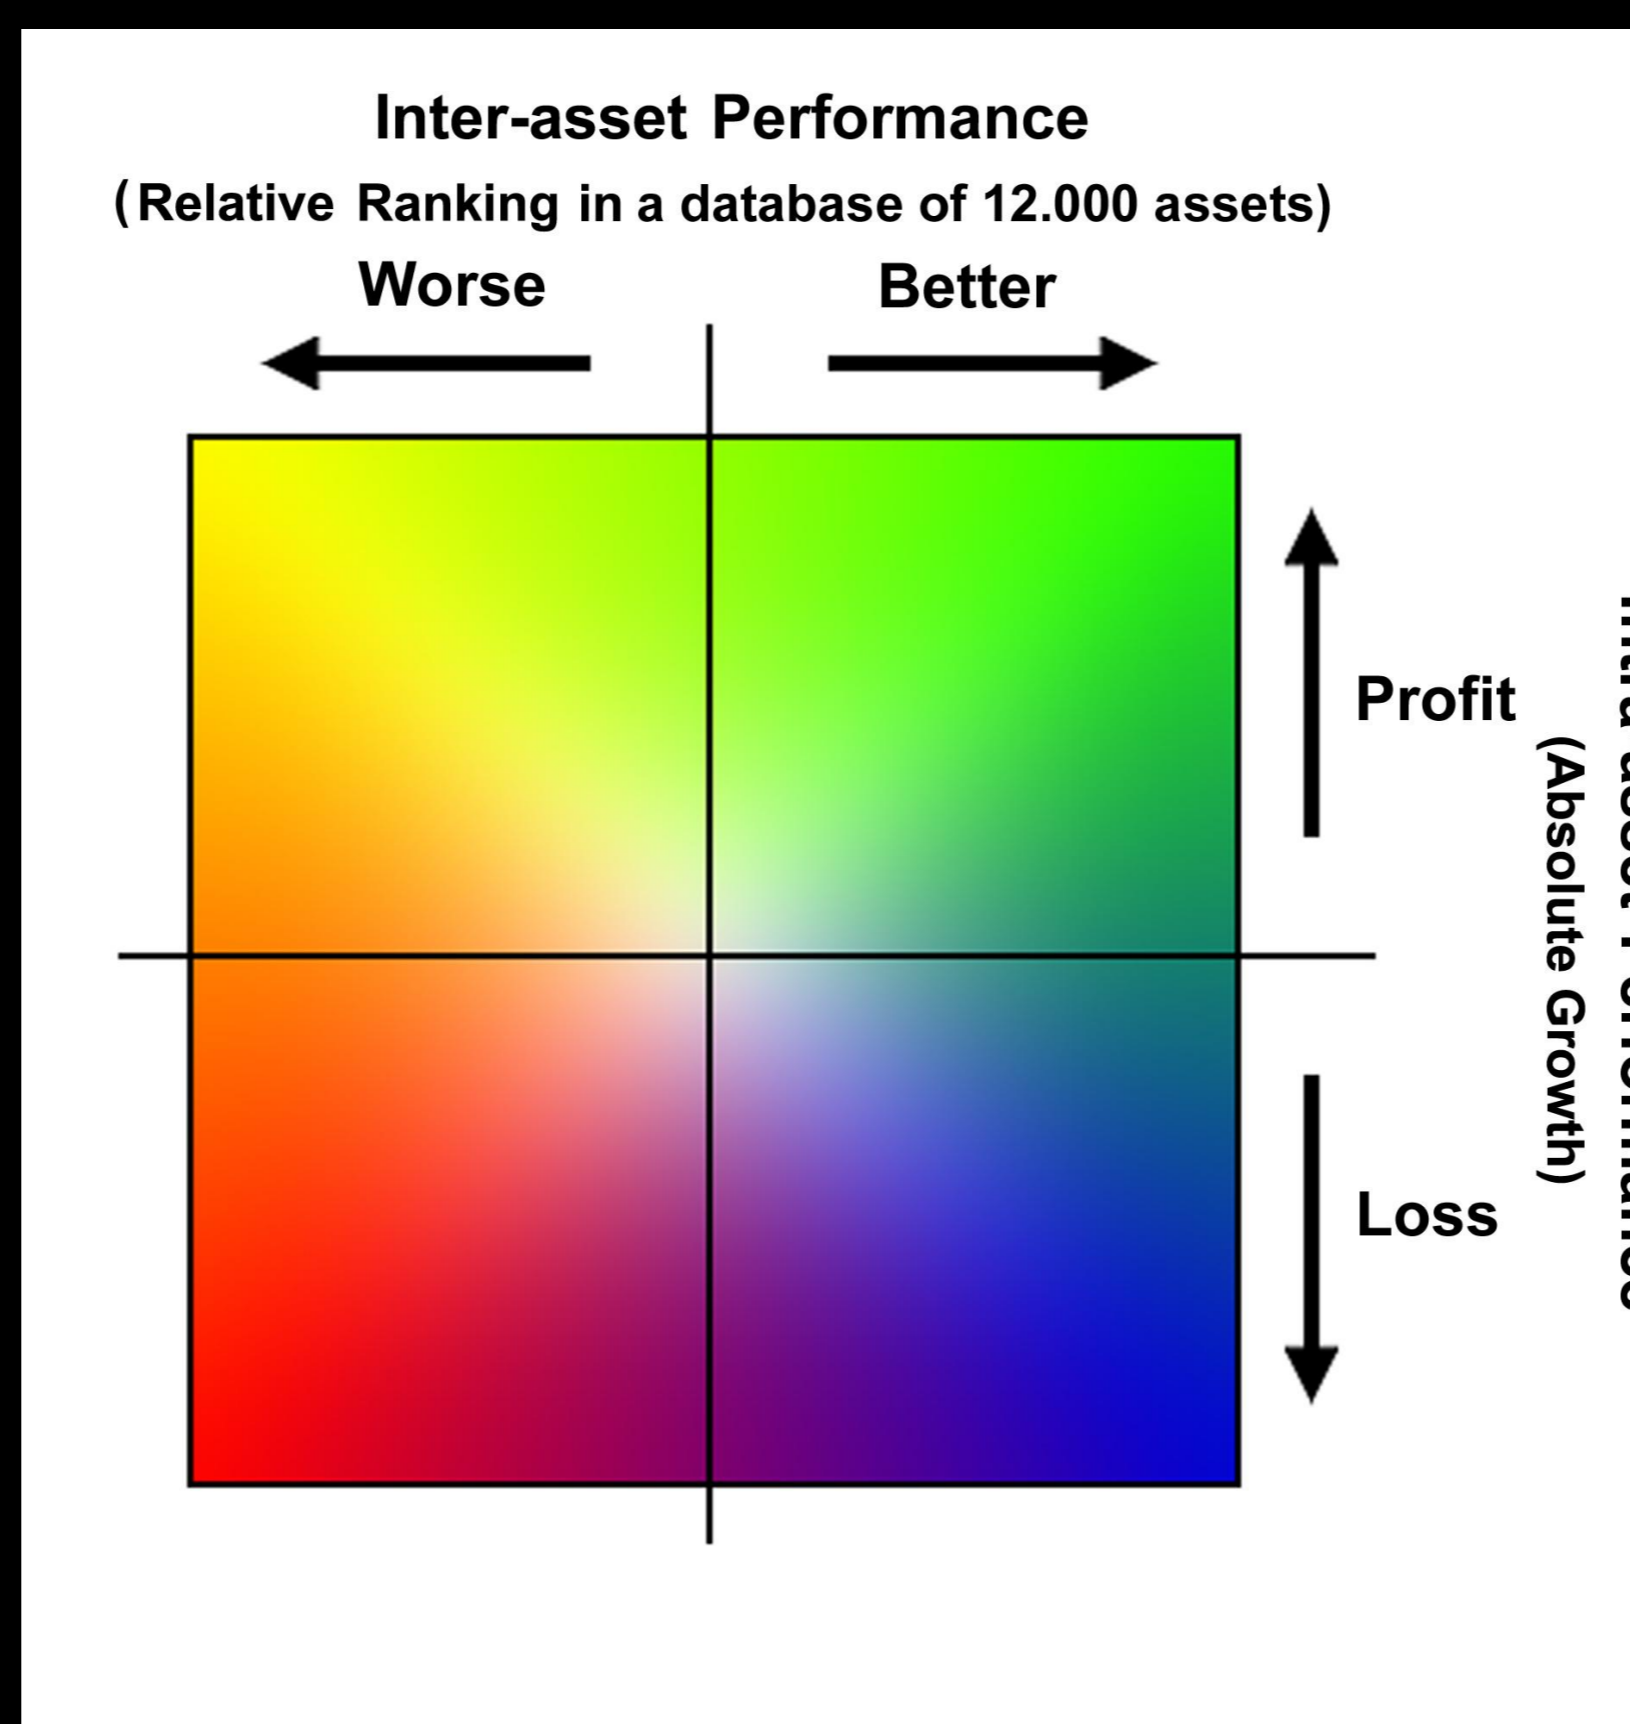 Inter-asset Performance
(Relative Ranking in a database of 12.000 assets)
Worse
Better
Profit
Loss
(Absolute Growth)